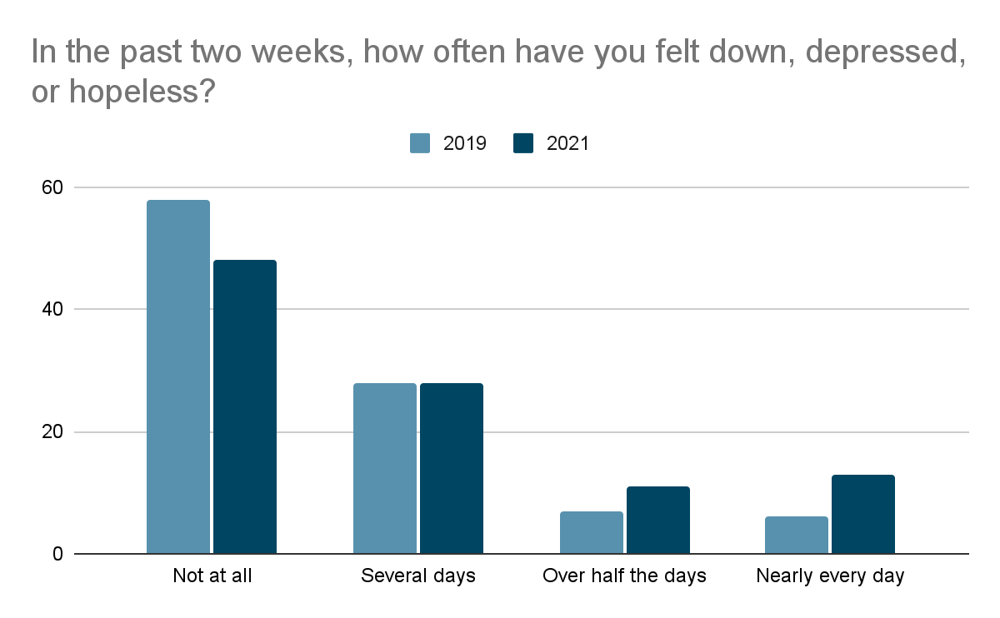 In the past two weeks, how often have you felt down, depressed,
or hopeless?
2019 2021
60
40
20
0
Not at all Several days Over half the days Nearly every day